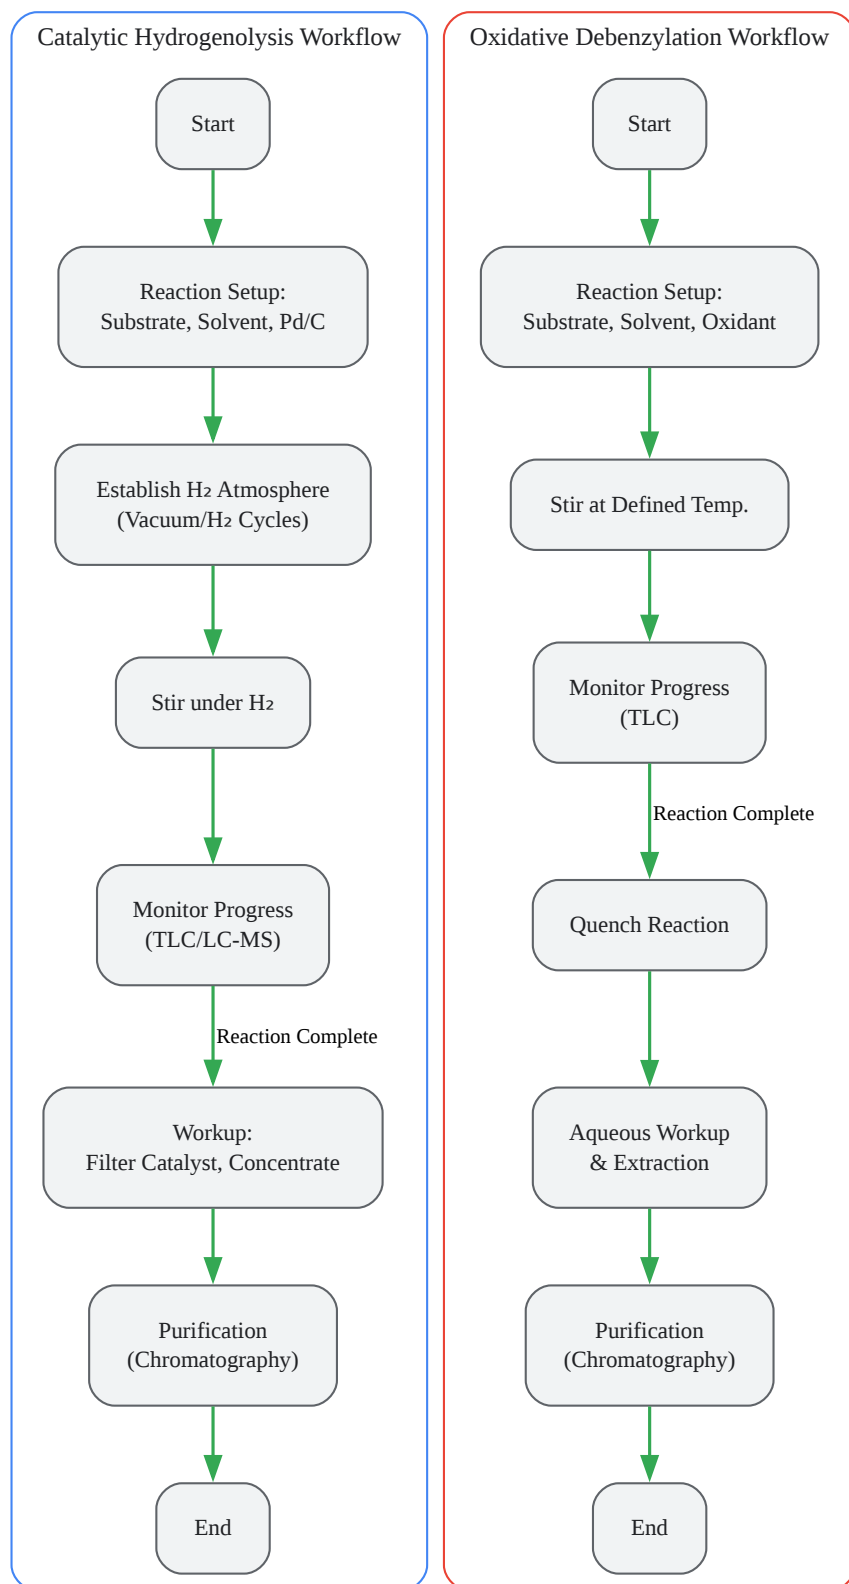 Catalytic Hydrogenolysis Workflow
Start
Reaction Setup:
Substrate, Solvent, Pd/C
Establish H₂ Atmosphere
(Vacuum/H₂ Cycles)
Stir under H₂
Monitor Progress
(TLC/LC-MS)
Reaction Complete
Workup:
Filter Catalyst, Concentrate
Purification
(Chromatography)
End
Oxidative Debenzylation Workflow
Start
Reaction Setup:
Substrate, Solvent, Oxidant
Stir at Defined Temp.
Monitor Progress
(TLC)
Reaction Complete
Quench Reaction
Aqueous Workup
& Extraction
Purification
(Chromatography)
End